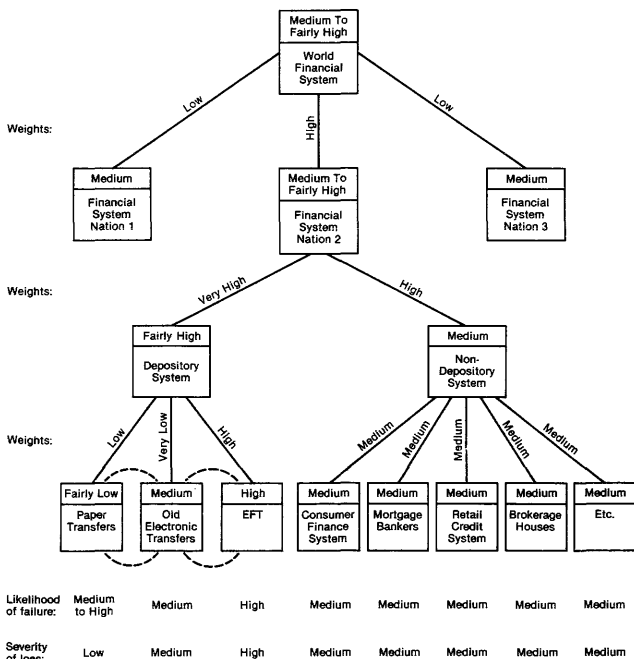 Medium To
Fairly High
World
Financial
System
Low
High
Low
Weights:
Medium
Financial
System
Nation 1
Medium To
Fairly High
Financial
System
Nation 2
Medium
Financial
System
Nation 3
Weights:
Very High
High
Fairly High
Depository
System
Medium
Non-
Depository
System
Weights:
Low
Very Low
High
Medium
Medium
Medium
Medium
Medium
Fairly Low
Paper
Transfers
Medium
Old
Electronic
Transfers
High
EFT
Medium
Consumer
Finance
System
Medium
Mortgage
Bankers
Medium
Retail
Credit
System
Medium
Brokerage
Houses
Medium
Etc.
Likelihood
of failure:
Medium
to High
Medium
High
Medium
Medium
Medium
Medium
Medium
Severity
of loss:
Low
Medium
High
Medium
Medium
Medium
Medium
Medium